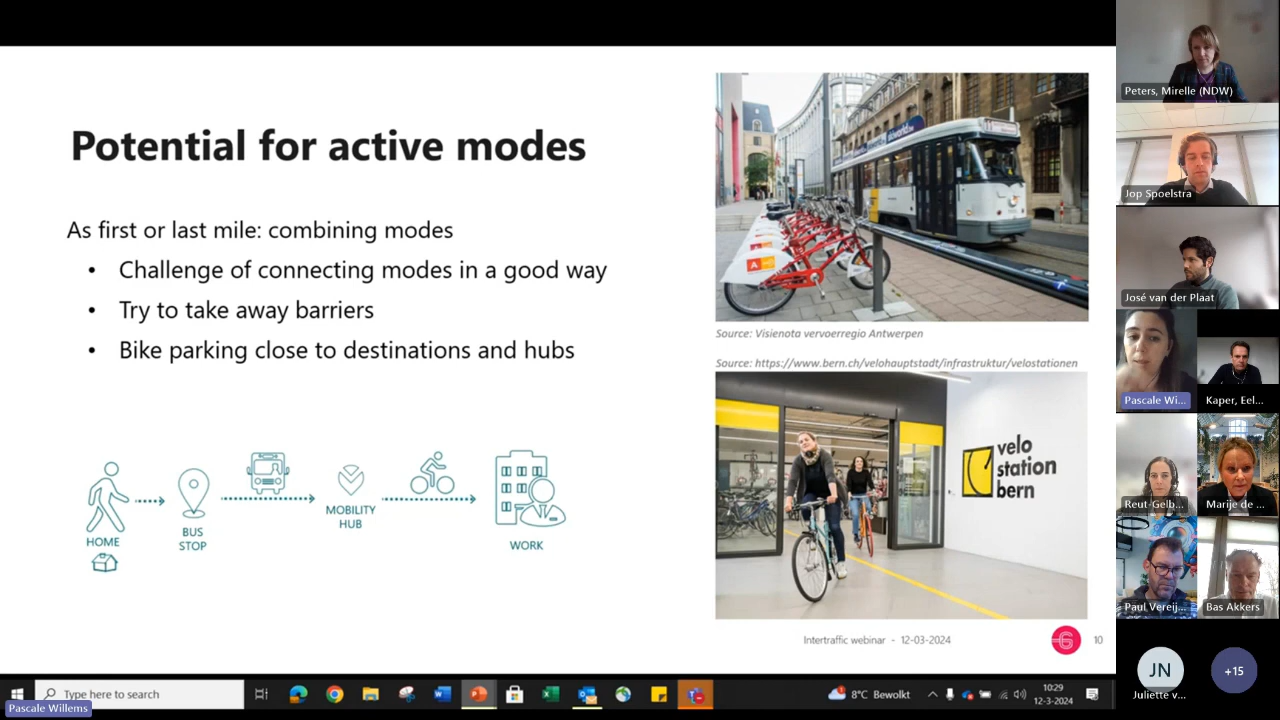 Potential for active modes
As first or last mile: combining modes
• Challenge of connecting modes in a good way
• Try to take away barriers
• Bike parking close to destinations and hubs
HOME
BUS
STOP
MOBILITY
HUB
WORK
Source: Visienota vervoerregio Antwerpen
Source: https://www.bern.ch/velohauptstadt/infrastruktur/velostationen
velo
station
bern
Intertraffic webinar - 12-03-2024
10
Peters, Mirelle (NDW)
Jop Spoelstra
José van der Plaat
Pascale Wi...
Kaper, Eel...
Reut-Gelb...
Marije de ...
Paul Vereij...
Bas Akkers
JN
Juliette v...
+15
Type here to search
8°C Bewolkt
10:29
12-3-2024
Pascale Willems